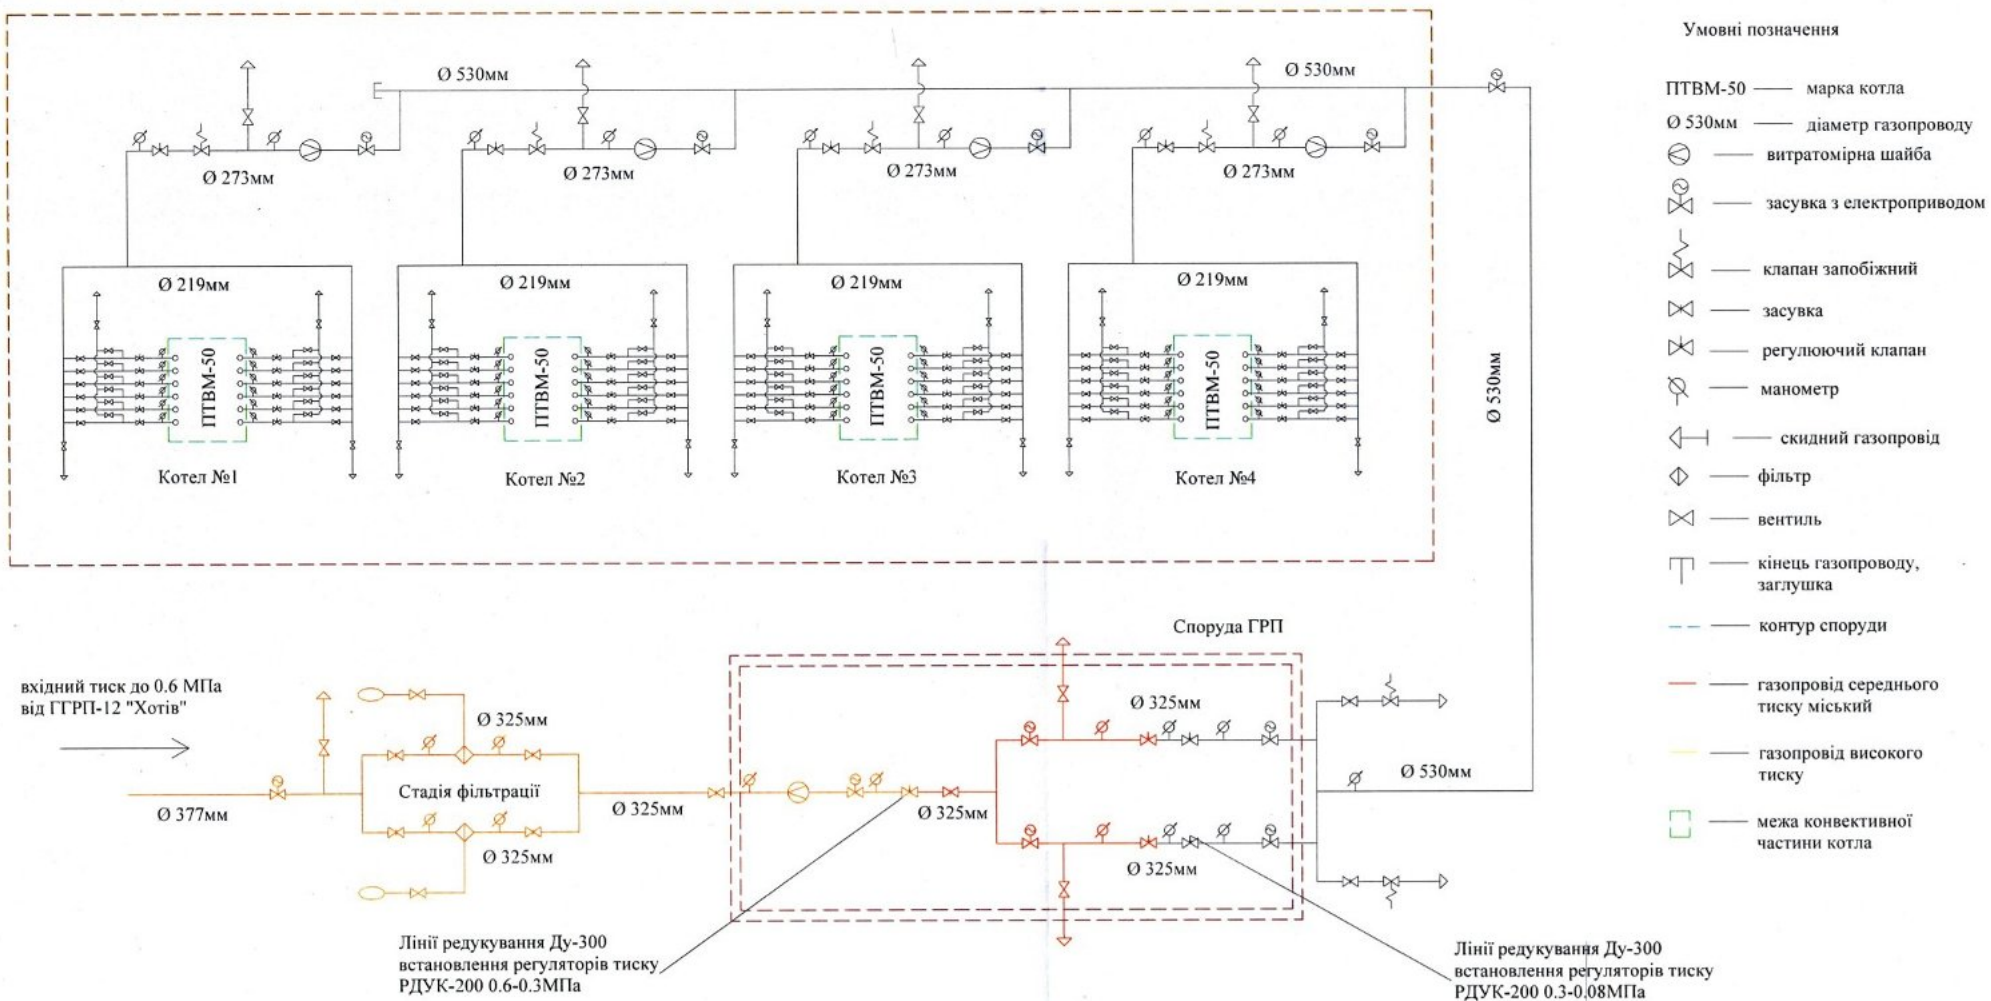 Умовні позначення
ПТВМ-50 марка котла
Ø 530мм діаметр газопроводу
витратомірна шайба
засувка з електроприводом
клапан запобіжний
засувка
регулюючий клапан
манометр
скидний газопровід
фільтр
вентиль
кінець газопроводу,
заглушка
контур споруди
газопровід середнього
тиску міський
газопровід високого
тиску
межа конвективної
частини котла
Ø 530мм
Ø 530мм
Ø 273мм
Ø 273мм
Ø 273мм
Ø 273мм
Ø 219мм
Ø 219мм
Ø 219мм
Ø 219мм
ПТВМ-50
ПТВМ-50
ПТВМ-50
ПТВМ-50
Котел №1
Котел №2
Котел №3
Котел №4
Ø 530мм
Споруда ГРП
вхідний тиск до 0.6 МПа
від ГГРП-12 "Хотів"
Ø 377мм
Ø 325мм
Стадія фільтрації
Ø 325мм
Ø 325мм
Ø 325мм
Ø 325мм
Ø 325мм
Ø 530мм
Лінії редукування Ду-300
встановлення регуляторів тиску
РДУК-200 0.6-0.3МПа
Лінії редукування Ду-300
встановлення регуляторів тиску
РДУК-200 0.3-0.08МПа